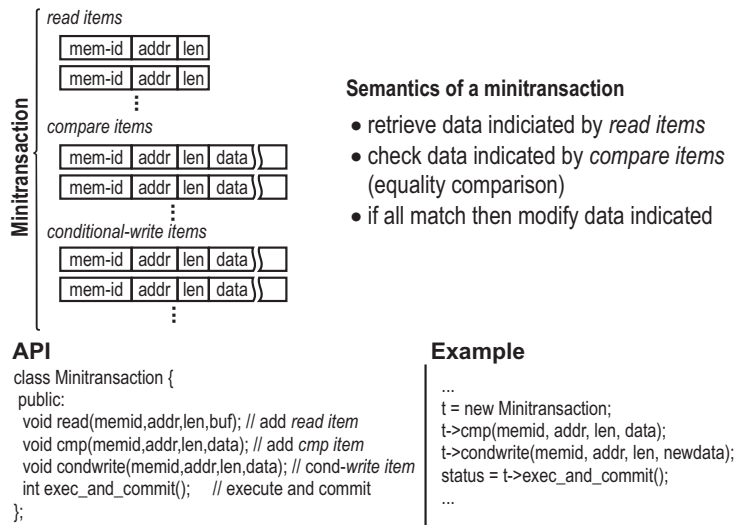 read items
mem-id addr len
mem-id addr len
compare items
mem-id addr len data
mem-id addr len data
conditional-write items
mem-id addr len data
mem-id addr len data
Minitransaction
Semantics of a minitransaction
• retrieve data indiciated by read items
• check data indicated by compare items
(equality comparison)
• if all match then modify data indicated
API
class Minitransaction {
public:
void read(memid,addr,len,buf); // add read item
void cmp(memid,addr,len,data); // add cmp item
void condwrite(memid,addr,len,data); // cond-write item
int exec_and_commit(); // execute and commit
};
Example
...
t = new Minitransaction;
t->cmp(memid, addr, len, data);
t->condwrite(memid, addr, len, newdata);
status = t->exec_and_commit();
...